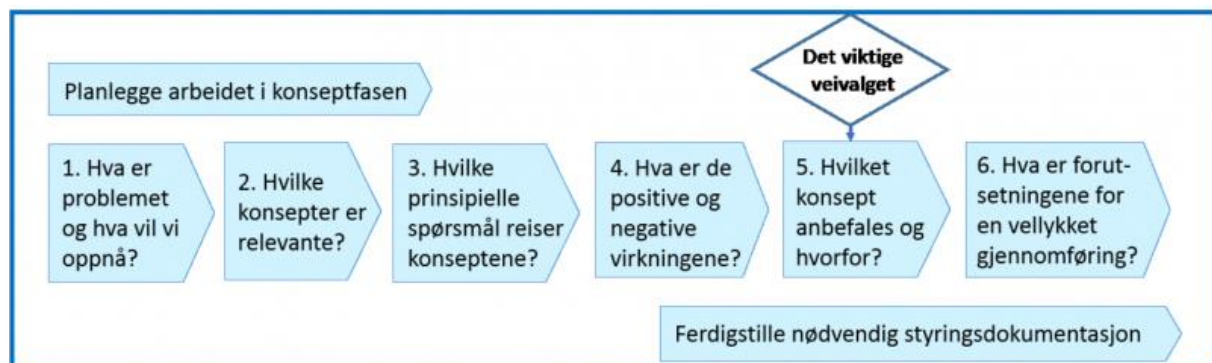 Det viktige
veivalget
Planlegge arbeidet i konseptfasen
1. Hva er
problemet
og hva vil vi
oppnå?
2. Hvilke
konsepter er
relevante?
3. Hvilke
prinsipielle
spørsmål reiser
konseptene?
4. Hva er de
positive og
negative
virkningene?
5. Hvilket
konsept
anbefales og
hvorfor?
6. Hva er forut-
setningene for
en vellykket
gjennomføring?
Ferdigstille nødvendig styringsdokumentasjon